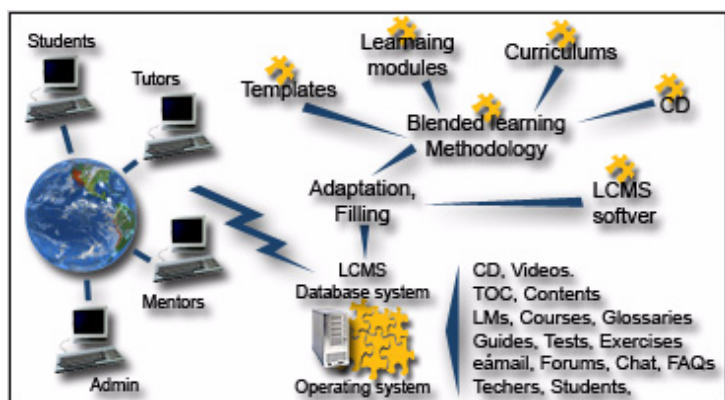 Students
Tutors
Mentors
Admin
Learnaing
modules
Curriculums
Templates
CD
Blended learning
Methodology
Adaptation,
Filling
LCMS
softver
LCMS
Database system
Operating system
CD, Videos.
TOC, Contents
LMs, Courses, Glossaries
Guides, Tests, Exercises
eámail, Forums, Chat, FAQs
Techers, Students,